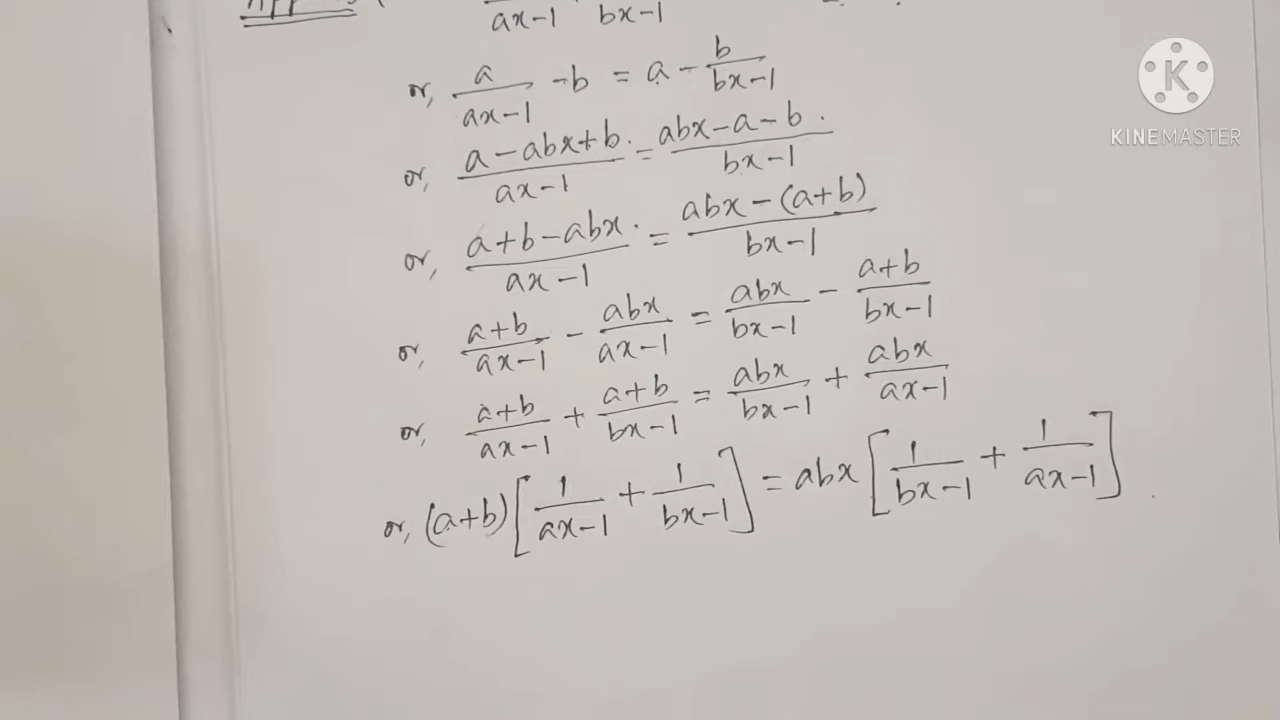 ax-1 bx-1
or, a/(ax-1) - b = a - b/(bx-1)
or, (a-abx+b)/(ax-1) = (abx-a-b)/(bx-1)
or, (a+b-abx)/(ax-1) = (abx-(a+b))/(bx-1)
or, (a+b)/(ax-1) - abx/(ax-1) = abx/(bx-1) - (a+b)/(bx-1)
or, (a+b)/(ax-1) + (a+b)/(bx-1) = abx/(bx-1) + abx/(ax-1)
or, (a+b)[1/(ax-1) + 1/(bx-1)] = abx[1/(bx-1) + 1/(ax-1)]
K
KINEMASTER